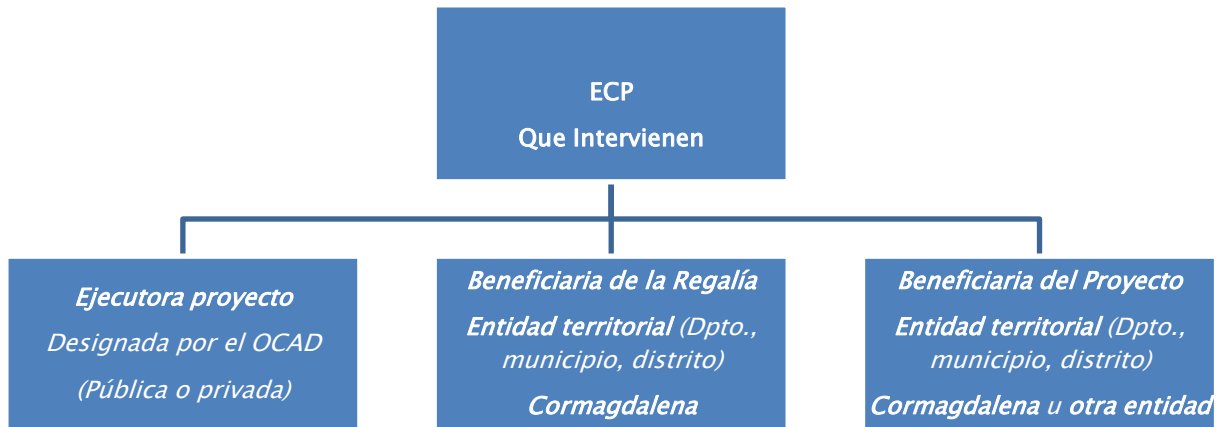 ECP
Que Intervienen
Ejecutora proyecto
Designada por el OCAD
(Pública o privada)
Beneficiaria de la Regalía
Entidad territorial (Dpto.,
municipio, distrito)
Cormagdalena
Beneficiaria del Proyecto
Entidad territorial (Dpto.,
municipio, distrito)
Cormagdalena u otra entidad